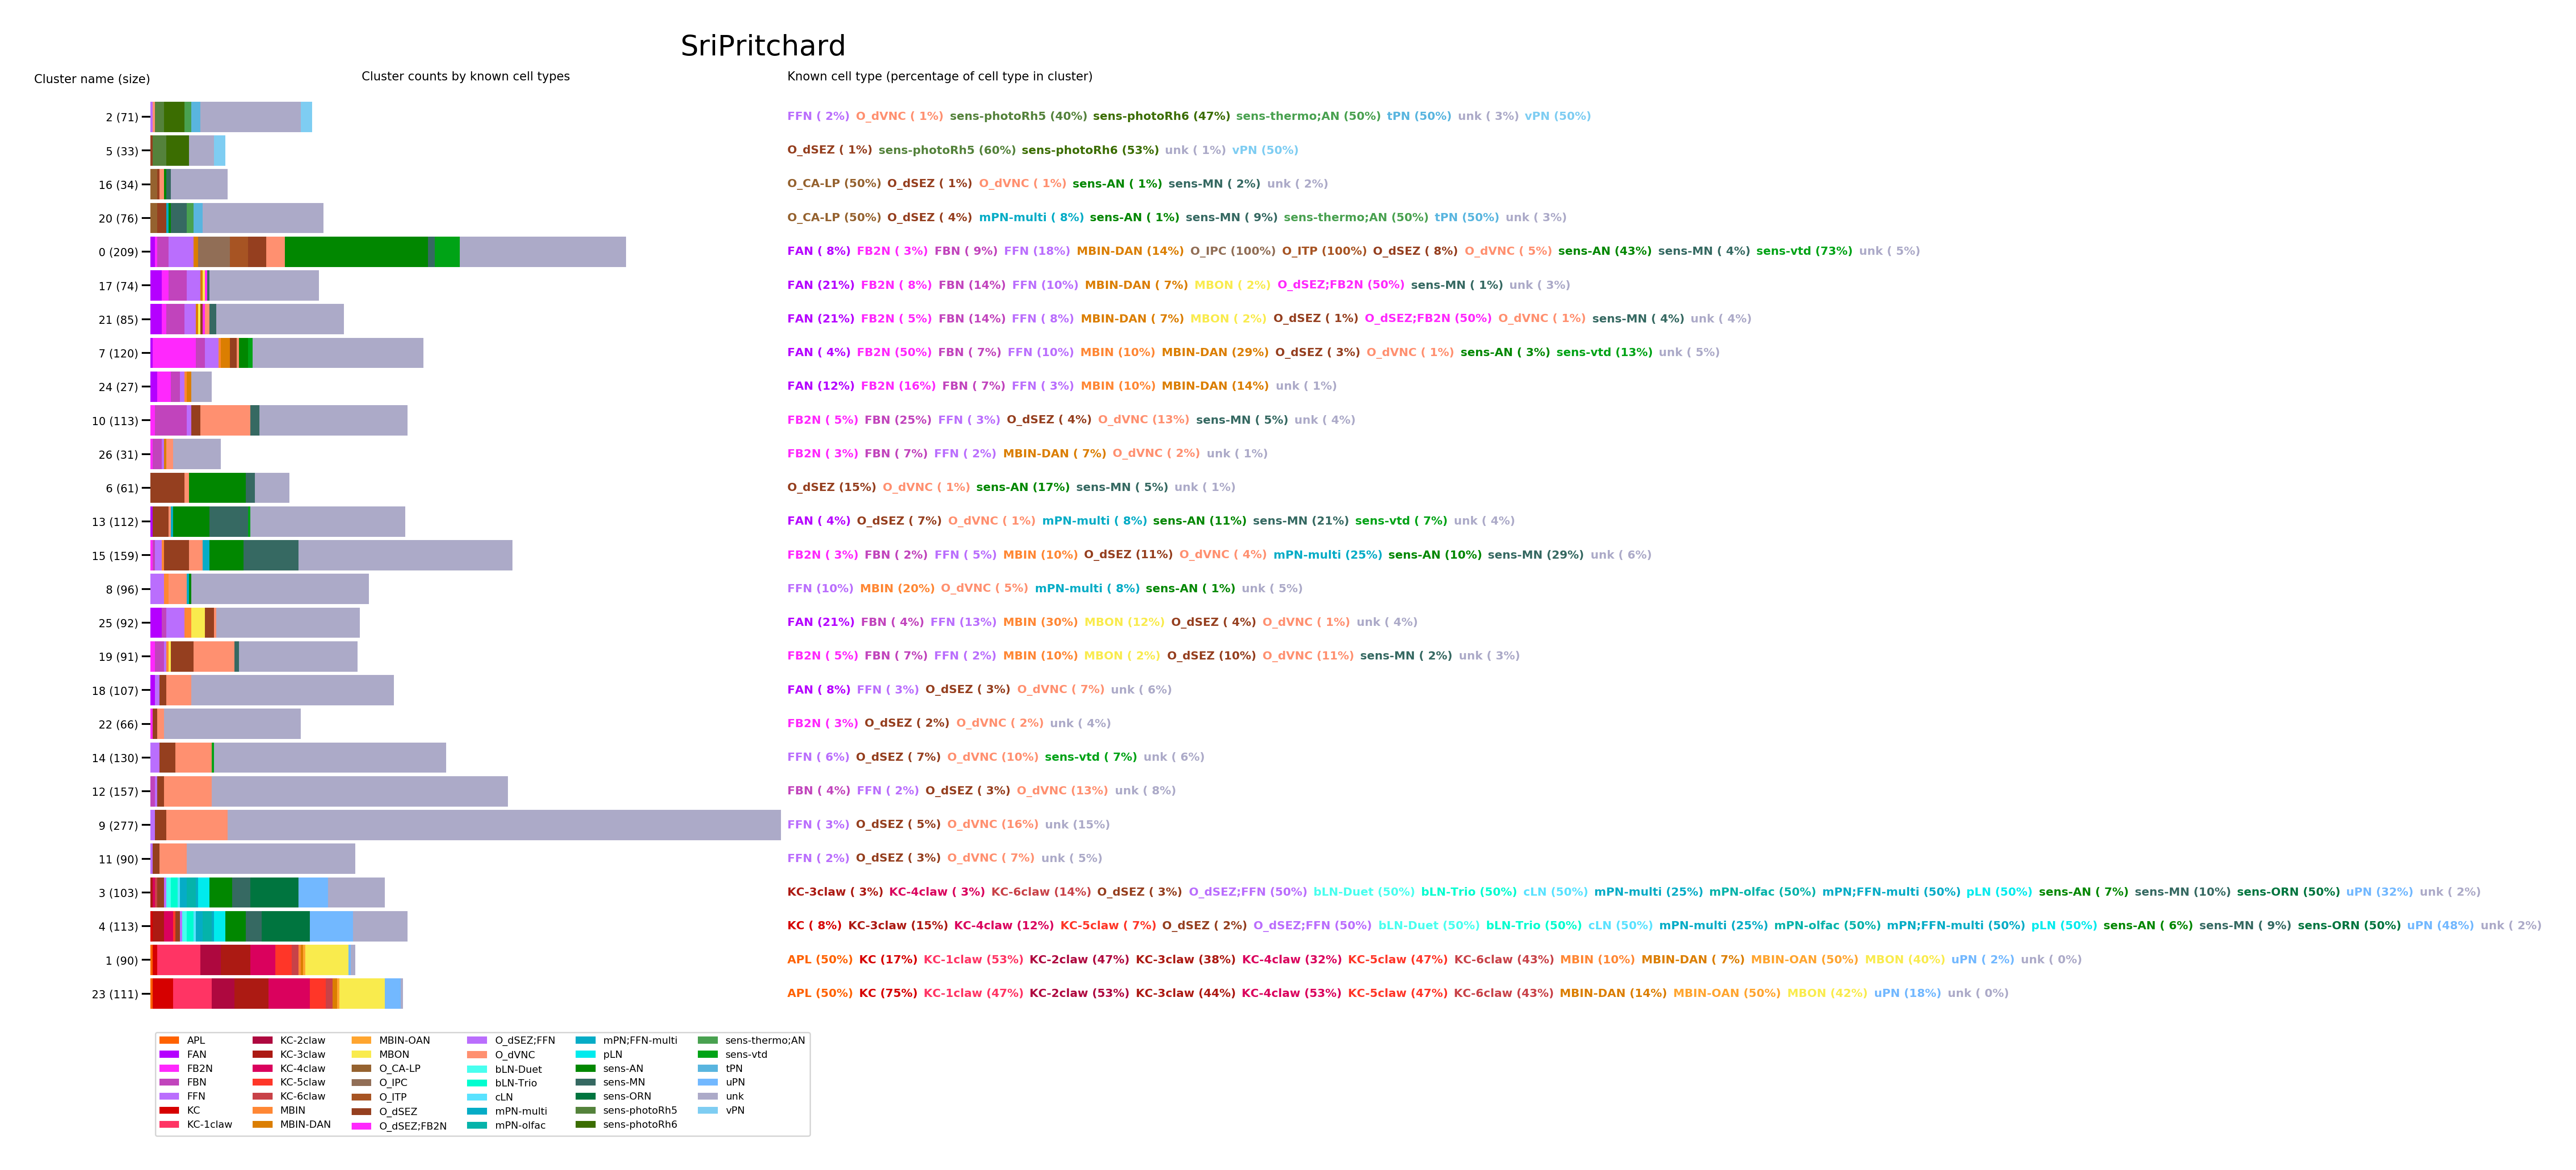 SriPritchard
Cluster name (size) Cluster counts by known cell types Known cell type (percentage of cell type in cluster)
2 (71) FFN ( 2%) O_dVNC ( 1%) sens-photoRh5 (40%) sens-photoRh6 (47%) sens-thermo;AN (50%) tPN (50%) unk ( 3%) vPN (50%)
5 (33) O_dSEZ ( 1%) sens-photoRh5 (60%) sens-photoRh6 (53%) unk ( 1%) vPN (50%)
16 (34) O_CA-LP (50%) O_dSEZ ( 1%) O_dVNC ( 1%) sens-AN ( 1%) sens-MN ( 2%) unk ( 2%)
20 (76) O_CA-LP (50%) O_dSEZ ( 4%) mPN-multi ( 8%) sens-AN ( 1%) sens-MN ( 9%) sens-thermo;AN (50%) tPN (50%) unk ( 3%)
0 (209) FAN ( 8%) FB2N ( 3%) FBN ( 9%) FFN (18%) MBIN-DAN (14%) O_IPC (100%) O_ITP (100%) O_dSEZ ( 8%) O_dVNC ( 5%) sens-AN (43%) sens-MN ( 4%) sens-vtd (73%) unk ( 5%)
17 (74) FAN (21%) FB2N ( 8%) FBN (14%) FFN (10%) MBIN-DAN ( 7%) MBON ( 2%) O_dSEZ;FB2N (50%) sens-MN ( 1%) unk ( 3%)
21 (85) FAN (21%) FB2N ( 5%) FBN (14%) FFN ( 8%) MBIN-DAN ( 7%) MBON ( 2%) O_dSEZ ( 1%) O_dSEZ;FB2N (50%) O_dVNC ( 1%) sens-MN ( 4%) unk ( 4%)
7 (120) FAN ( 4%) FB2N (50%) FBN ( 7%) FFN (10%) MBIN (10%) MBIN-DAN (29%) O_dSEZ ( 3%) O_dVNC ( 1%) sens-AN ( 3%) sens-vtd (13%) unk ( 5%)
24 (27) FAN (12%) FB2N (16%) FBN ( 7%) FFN ( 3%) MBIN (10%) MBIN-DAN (14%) unk ( 1%)
10 (113) FB2N ( 5%) FBN (25%) FFN ( 3%) O_dSEZ ( 4%) O_dVNC (13%) sens-MN ( 5%) unk ( 4%)
26 (31) FB2N ( 3%) FBN ( 7%) FFN ( 2%) MBIN-DAN ( 7%) O_dVNC ( 2%) unk ( 1%)
6 (61) O_dSEZ (15%) O_dVNC ( 1%) sens-AN (17%) sens-MN ( 5%) unk ( 1%)
13 (112) FAN ( 4%) O_dSEZ ( 7%) O_dVNC ( 1%) mPN-multi ( 8%) sens-AN (11%) sens-MN (21%) sens-vtd ( 7%) unk ( 4%)
15 (159) FB2N ( 3%) FBN ( 2%) FFN ( 5%) MBIN (10%) O_dSEZ (11%) O_dVNC ( 4%) mPN-multi (25%) sens-AN (10%) sens-MN (29%) unk ( 6%)
8 (96) FFN (10%) MBIN (20%) O_dVNC ( 5%) mPN-multi ( 8%) sens-AN ( 1%) unk ( 5%)
25 (92) FAN (21%) FBN ( 4%) FFN (13%) MBIN (30%) MBON (12%) O_dSEZ ( 4%) O_dVNC ( 1%) unk ( 4%)
19 (91) FB2N ( 5%) FBN ( 7%) FFN ( 2%) MBIN (10%) MBON ( 2%) O_dSEZ (10%) O_dVNC (11%) sens-MN ( 2%) unk ( 3%)
18 (107) FAN ( 8%) FFN ( 3%) O_dSEZ ( 3%) O_dVNC ( 7%) unk ( 6%)
22 (66) FB2N ( 3%) O_dSEZ ( 2%) O_dVNC ( 2%) unk ( 4%)
14 (130) FFN ( 6%) O_dSEZ ( 7%) O_dVNC (10%) sens-vtd ( 7%) unk ( 6%)
12 (157) FBN ( 4%) FFN ( 2%) O_dSEZ ( 3%) O_dVNC (13%) unk ( 8%)
9 (277) FFN ( 3%) O_dSEZ ( 5%) O_dVNC (16%) unk (15%)
11 (90) FFN ( 2%) O_dSEZ ( 3%) O_dVNC ( 7%) unk ( 5%)
3 (103) KC-3claw ( 3%) KC-4claw ( 3%) KC-6claw (14%) O_dSEZ ( 3%) O_dSEZ;FFN (50%) bLN-Duet (50%) bLN-Trio (50%) cLN (50%) mPN-multi (25%) mPN-olfac (50%) mPN;FFN-multi (50%) pLN (50%) sens-AN ( 7%) sens-MN (10%) sens-ORN (50%) uPN (32%) unk ( 2%)
4 (113) KC ( 8%) KC-3claw (15%) KC-4claw (12%) KC-5claw ( 7%) O_dSEZ ( 2%) O_dSEZ;FFN (50%) bLN-Duet (50%) bLN-Trio (50%) cLN (50%) mPN-multi (25%) mPN-olfac (50%) mPN;FFN-multi (50%) pLN (50%) sens-AN ( 6%) sens-MN ( 9%) sens-ORN (50%) uPN (48%) unk ( 2%)
1 (90) APL (50%) KC (17%) KC-1claw (53%) KC-2claw (47%) KC-3claw (38%) KC-4claw (32%) KC-5claw (47%) KC-6claw (43%) MBIN (10%) MBIN-DAN ( 7%) MBIN-OAN (50%) MBON (40%) uPN ( 2%) unk ( 0%)
23 (111) APL (50%) KC (75%) KC-1claw (47%) KC-2claw (53%) KC-3claw (44%) KC-4claw (53%) KC-5claw (47%) KC-6claw (43%) MBIN-DAN (14%) MBIN-OAN (50%) MBON (42%) uPN (18%) unk ( 0%)
APL KC-2claw MBIN-OAN O_dSEZ;FFN mPN;FFN-multi sens-thermo;AN
FAN KC-3claw MBON O_dVNC pLN sens-vtd
FB2N KC-4claw O_CA-LP bLN-Duet sens-AN tPN
FBN KC-5claw O_IPC bLN-Trio sens-MN uPN
FFN KC-6claw O_ITP cLN sens-ORN unk
KC MBIN O_dSEZ mPN-multi sens-photoRh5 vPN
KC-1claw MBIN-DAN O_dSEZ;FB2N mPN-olfac sens-photoRh6